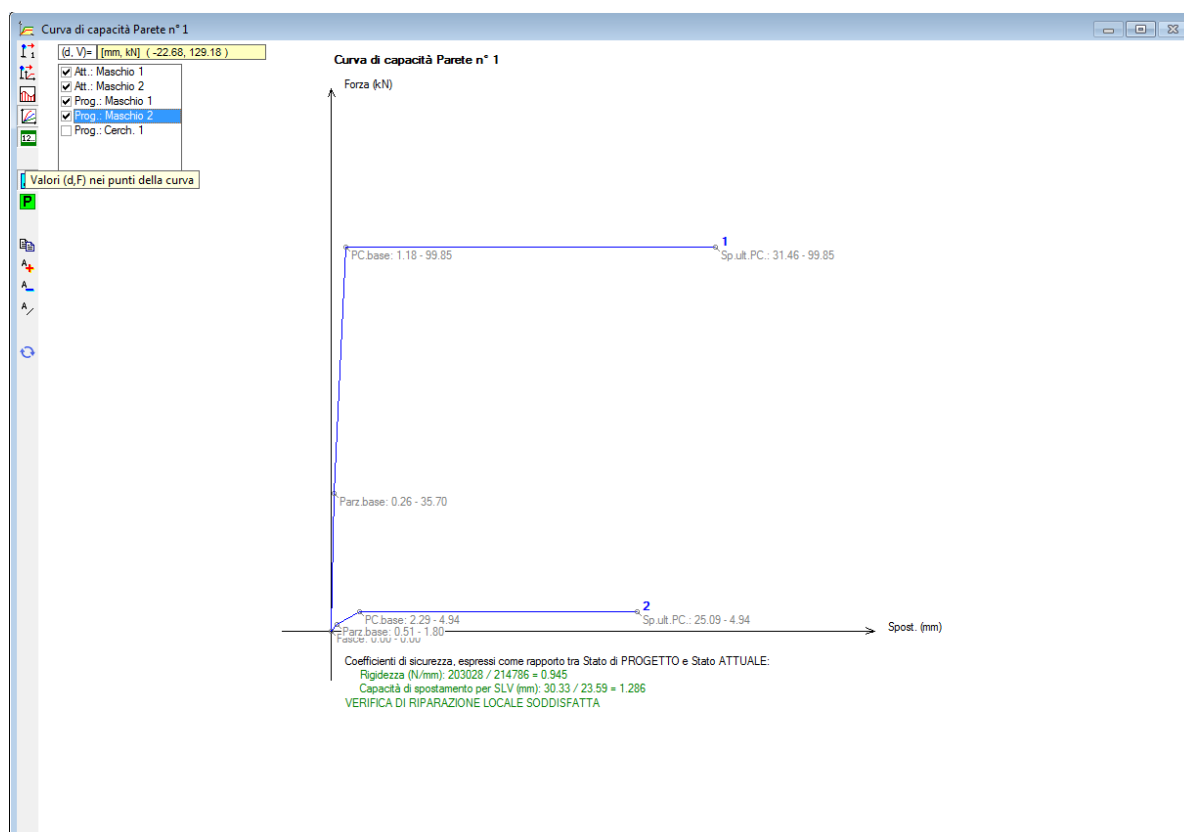 Curva di capacità Parete n° 1
(d, V)= [mm, kN] ( -22.68, 129.18 )
Att.: Maschio 1
Att.: Maschio 2
Prog.: Maschio 1
Prog.: Maschio 2
Prog.: Cerch. 1
12..
Valori (d,F) nei punti della curva
P
A
A
A
Curva di capacità Parete n° 1
Forza (kN)
1
PC.base: 1.18 - 99.85
Sp.ult.PC.: 31.46 - 99.85
Parz.base: 0.26 - 35.70
2
PC.base: 2.29 - 4.94
Sp.ult.PC.: 25.09 - 4.94
Parz.base: 0.51 - 1.80
Fasce: 0.00 - 0.00
Spost. (mm)
Coefficienti di sicurezza, espressi come rapporto tra Stato di PROGETTO e Stato ATTUALE:
Rigidezza (N/mm): 203028 / 214786 = 0.945
Capacità di spostamento per SLV (mm): 30.33 / 23.59 = 1.286
VERIFICA DI RIPARAZIONE LOCALE SODDISFATTA